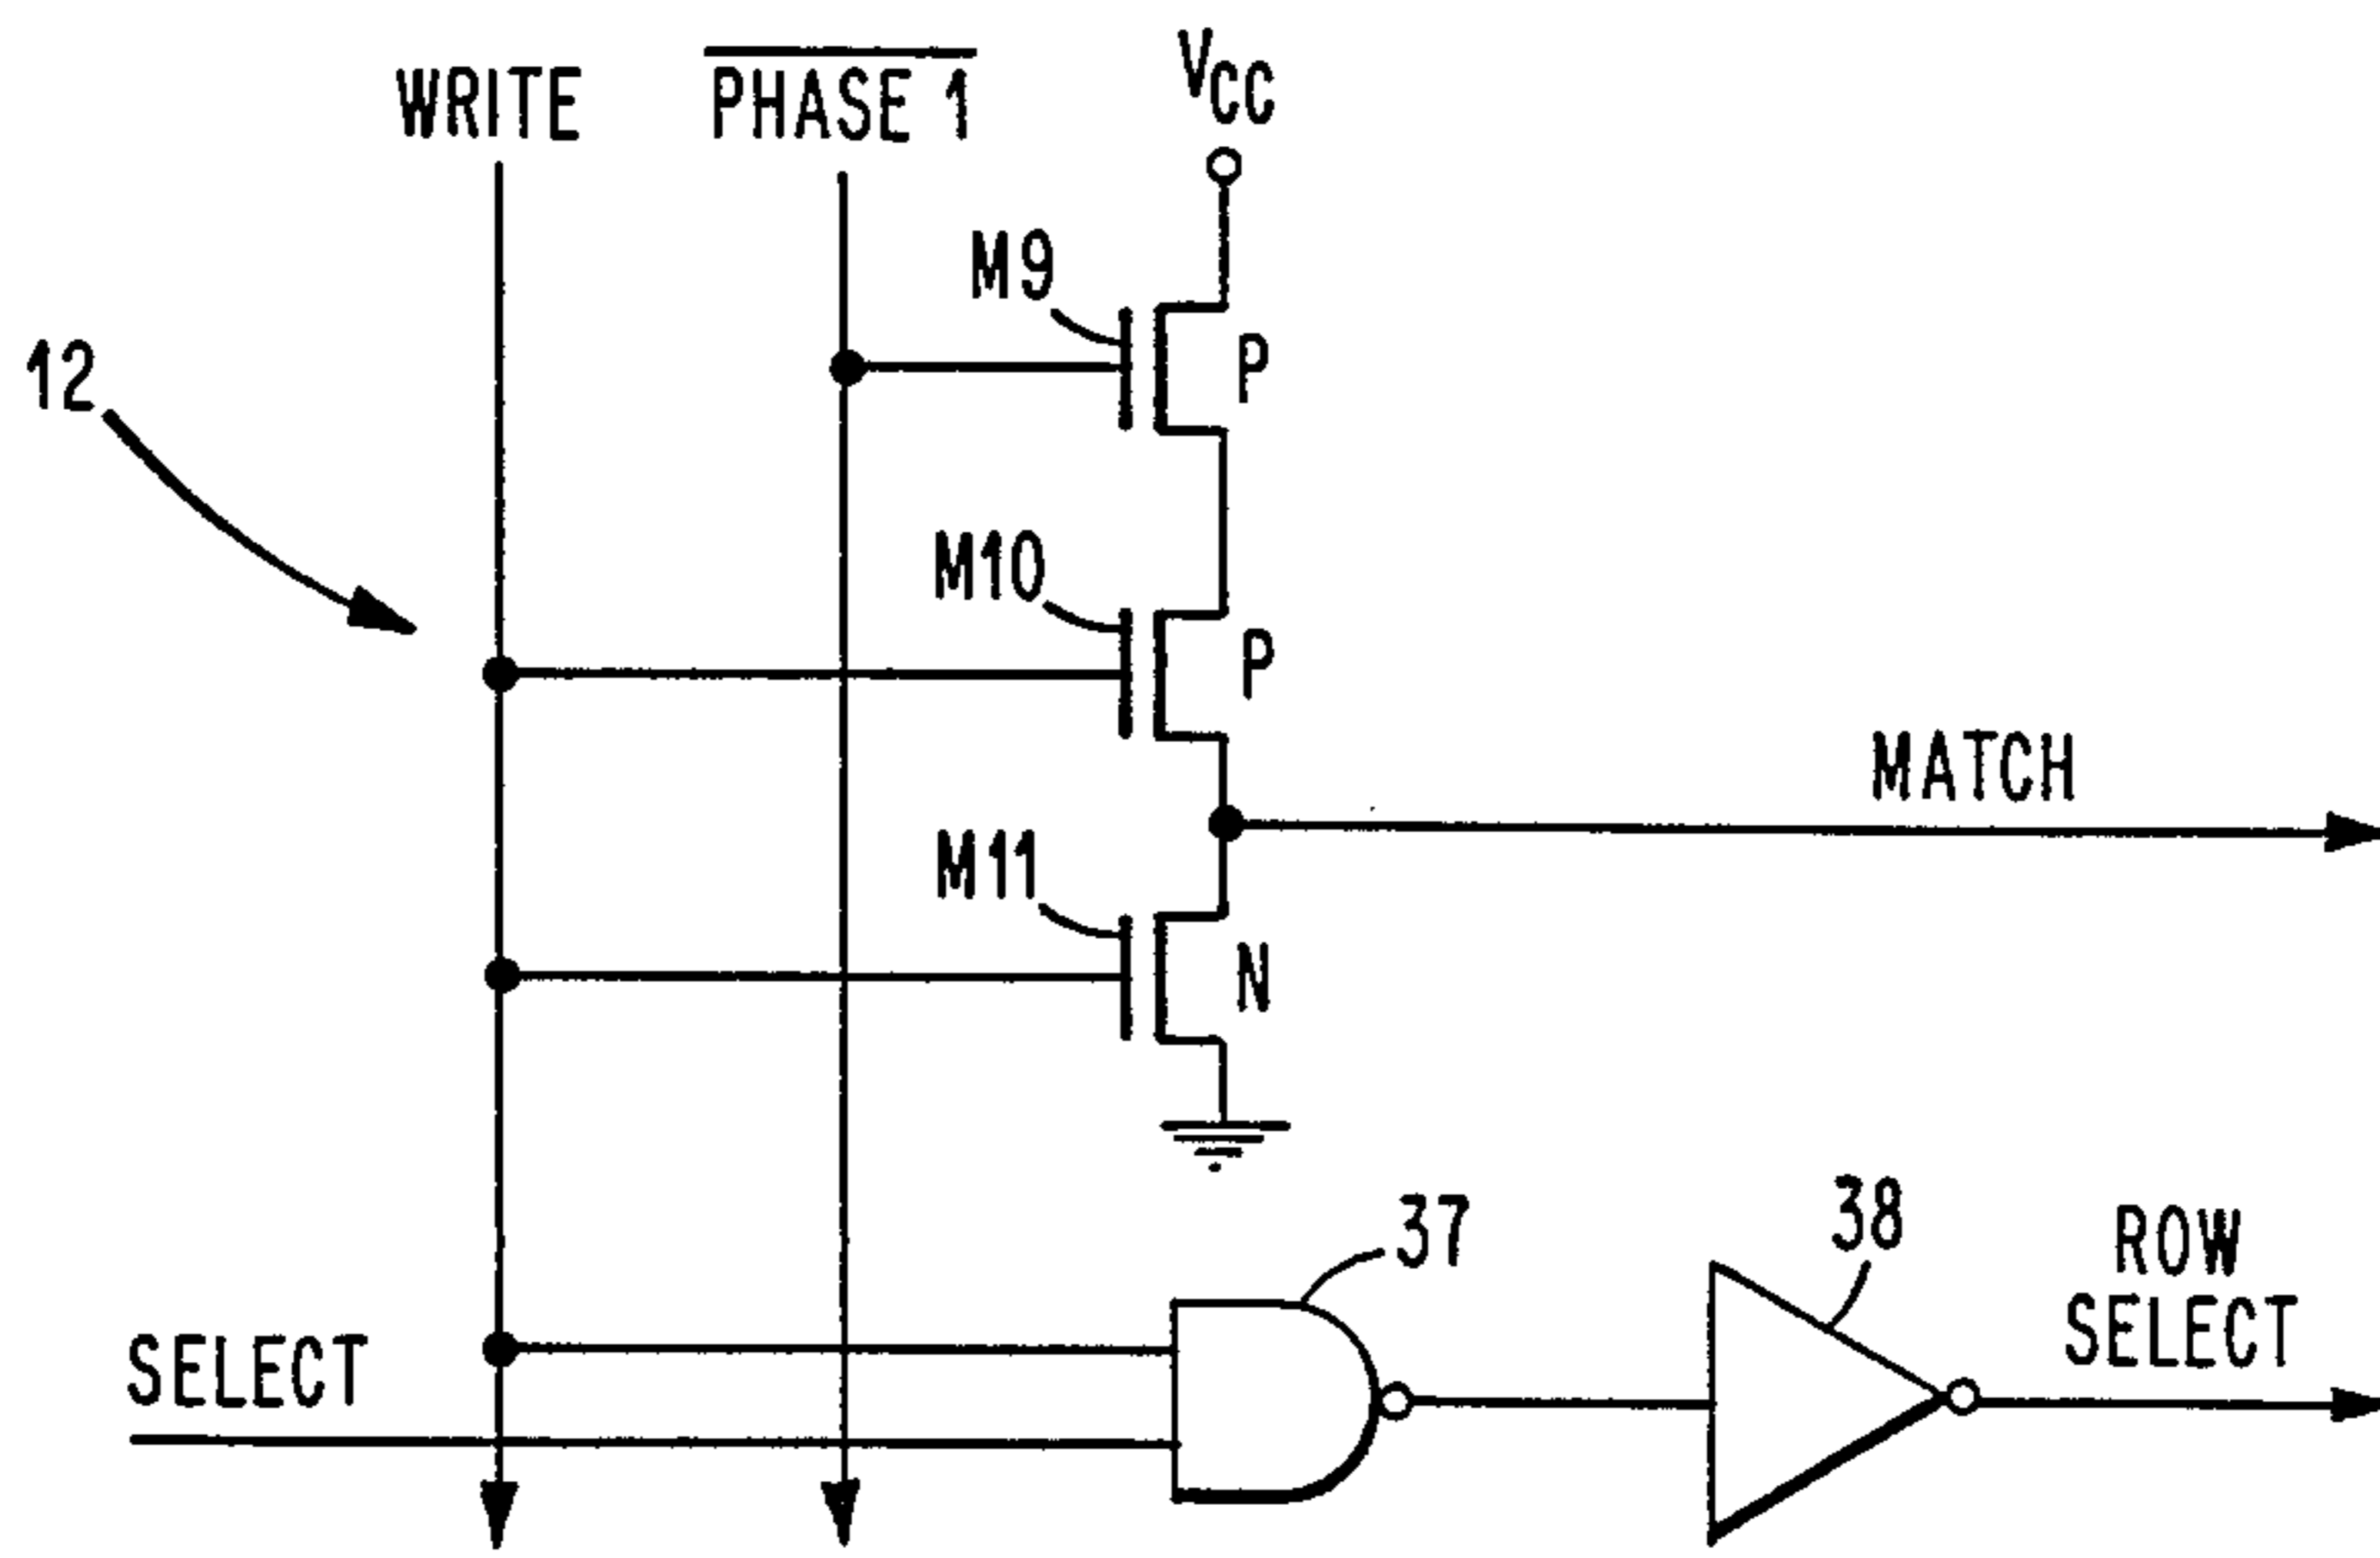 WRITE
PHASE 1
VCC
M9
P
12
M10
P
MATCH
M11
N
37
38
ROW
SELECT
SELECT